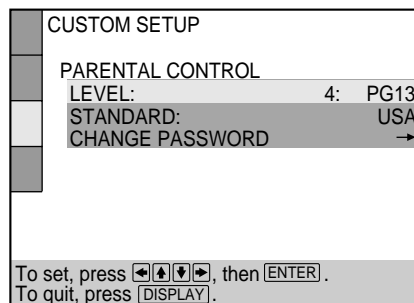 CUSTOM SETUP
PARENTAL CONTROL
LEVEL: 4: PG13
STANDARD: USA
CHANGE PASSWORD →
To set, press ←↑↓→, then ENTER.
To quit, press DISPLAY.